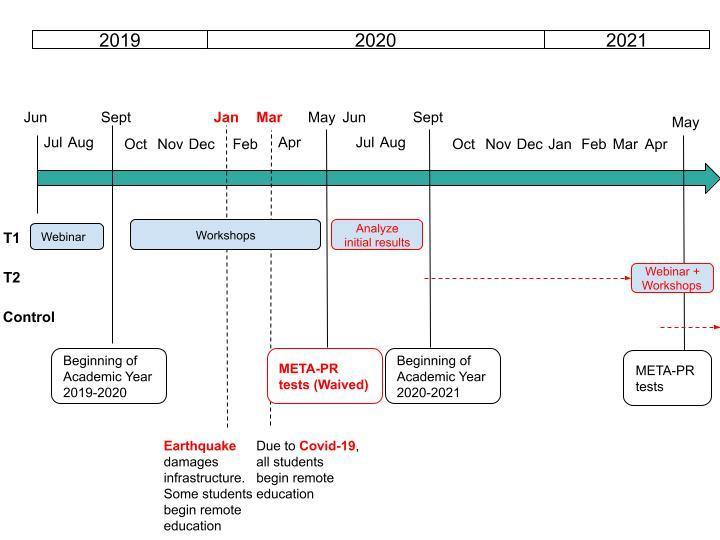 2019 2020 2021
Jun Sept Jan Mar May Jun Sept May
Jul Aug Oct Nov Dec Feb Apr Jul Aug Oct Nov Dec Jan Feb Mar Apr
T1 Webinar Workshops Analyze
initial results
T2 Webinar +
Workshops
Control
Beginning of
Academic Year
2019-2020
META-PR
tests (Waived)
Beginning of
Academic Year
2020-2021
META-PR
tests
Earthquake
damages
infrastructure.
Some students
begin remote
education
Due to Covid-19,
all students
begin remote
education